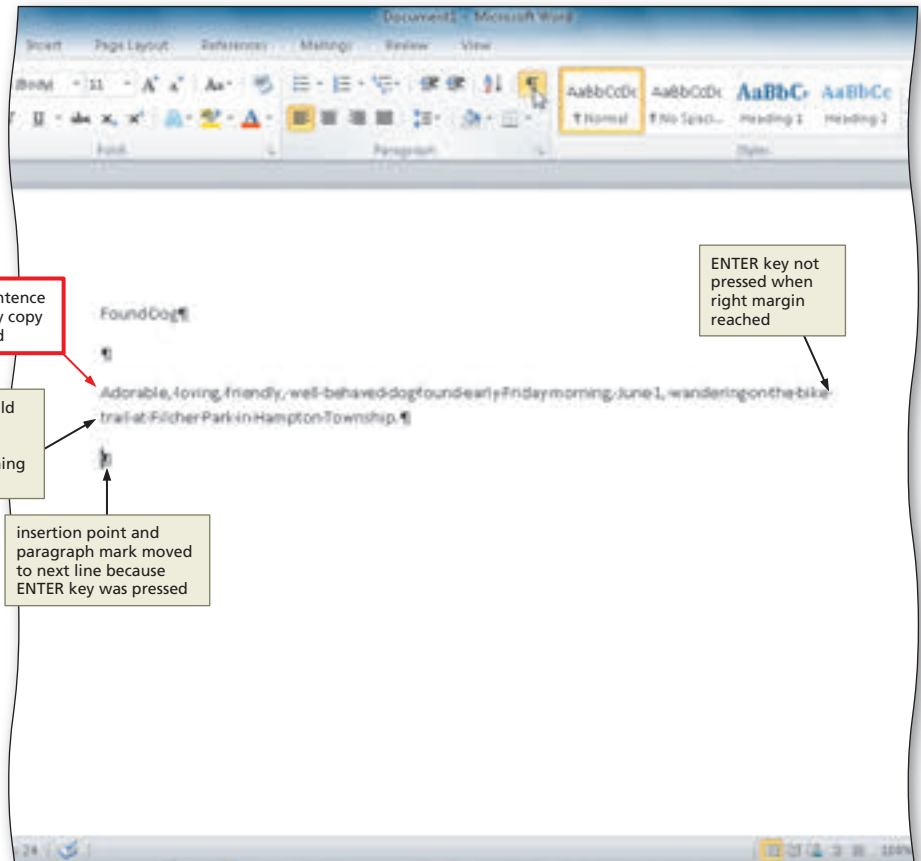 Document1 - Microsoft Word
Insert Page Layout References Mailings Review View
11 Aa
AaBbCcDc AaBbCcDc AaBbC AaBbCc
¶ Normal ¶ No Spaci... Heading 1 Heading 2
U abc A
Font Paragraph Styles
ENTER key not
pressed when
right margin
reached
ntence
y copy
d
Found Dog¶
¶
Adorable, loving, friendly, well-behaved dog found early Friday morning, June 1, wandering on the bike
trail at Filcher Park in Hampton Township. ¶
ld
ing
¶
insertion point and
paragraph mark moved
to next line because
ENTER key was pressed
24
100%